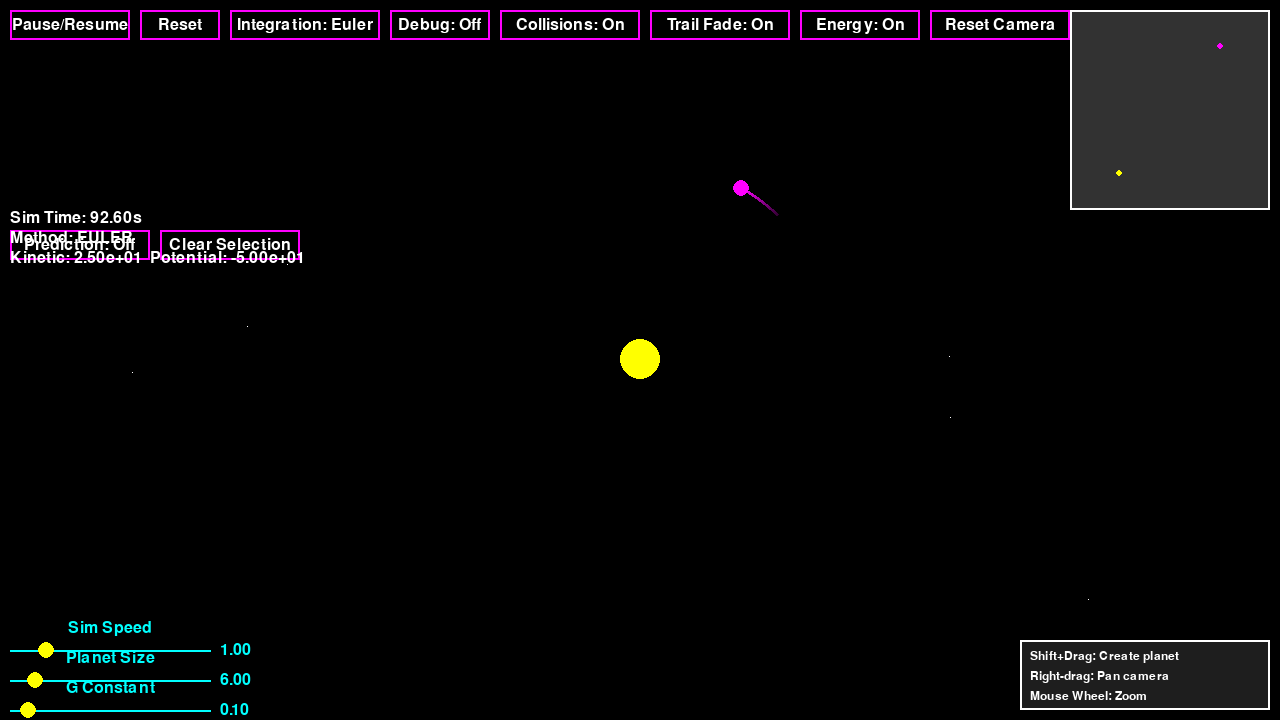 Pause/Resume
Reset
Integration: Euler
Debug: Off
Collisions: On
Trail Fade: On
Energy: On
Reset Camera
Sim Time: 92.60s
Method: EULER
Prediction: Off
Clear Selection
Kinetic: 2.50e+01 Potential: -5.00e+01
Sim Speed
1.00
Planet Size
6.00
G Constant
0.10
Shift+Drag: Create planet
Right-drag: Pan camera
Mouse Wheel: Zoom